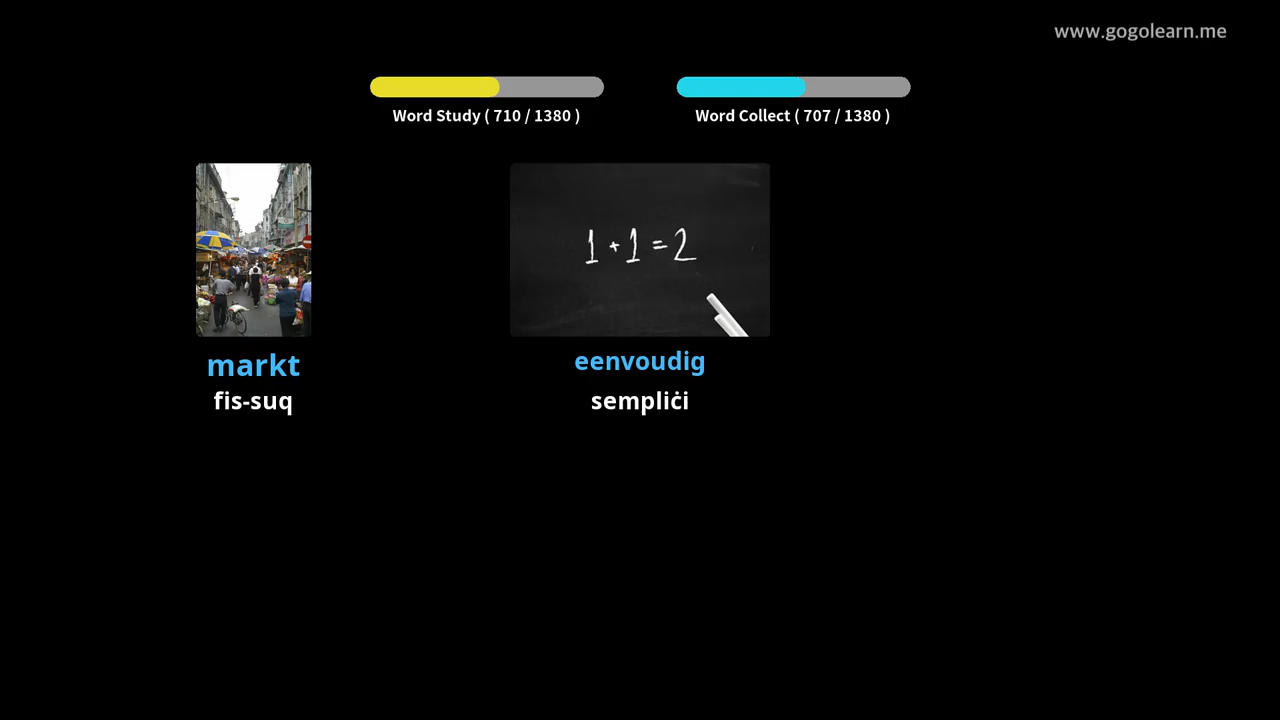 www.gogolearn.me
Word Study ( 710 / 1380 )
Word Collect ( 707 / 1380 )
1+1=2
markt
fis-suq
eenvoudig
sempliċi